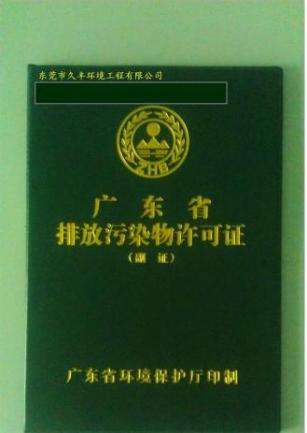 东莞市久丰环境工程有限公司
ZHB
广东省
排放污染物许可证
（副 证）
广东省环境保护厅印制